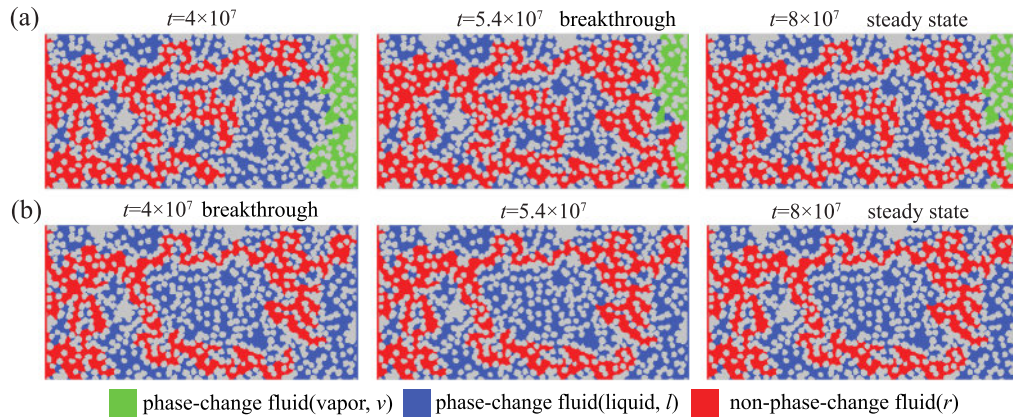 (a) t=4×10⁷ t=5.4×10⁷ breakthrough t=8×10⁷ steady state
(b) t=4×10⁷ breakthrough t=5.4×10⁷ t=8×10⁷ steady state
phase-change fluid(vapor, v) phase-change fluid(liquid, l) non-phase-change fluid(r)